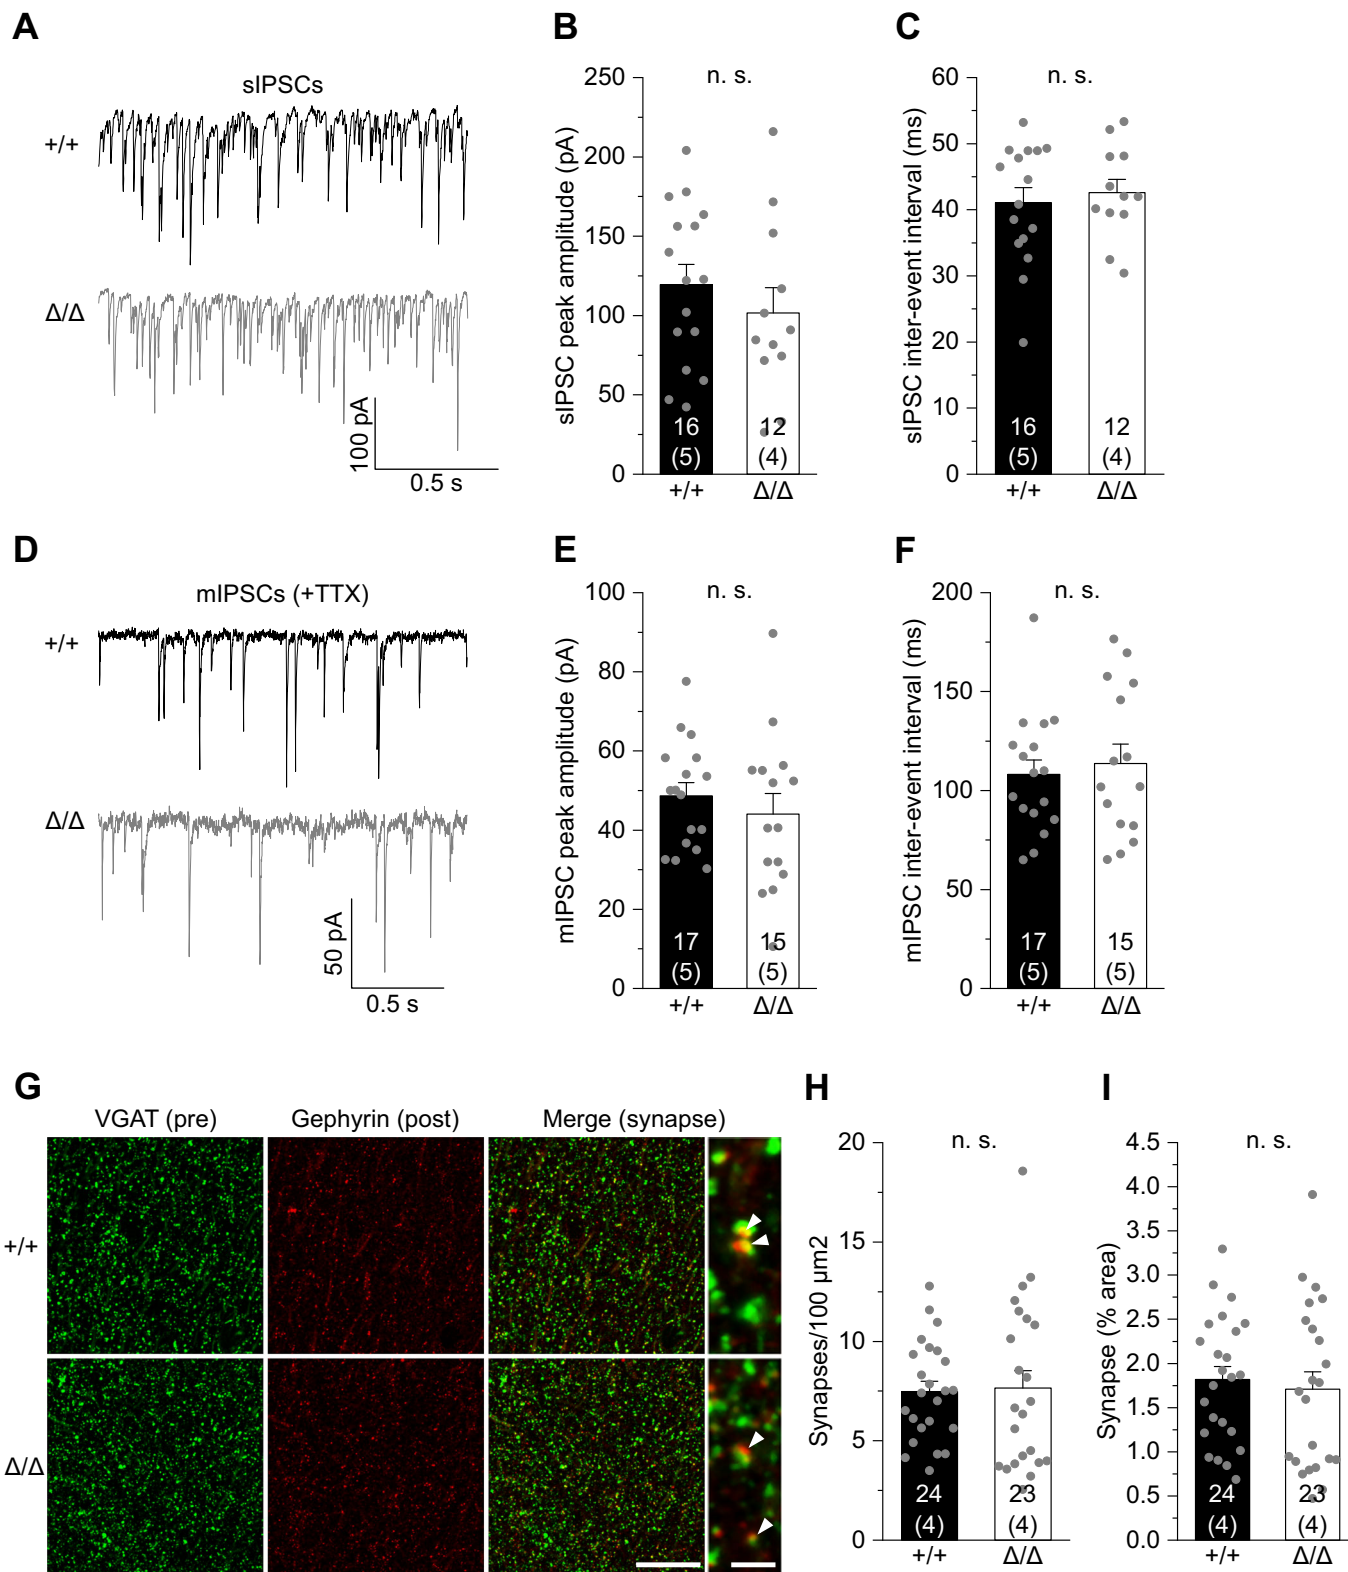 A
sIPSCs
+/+
Δ/Δ
100 pA
0.5 s
B
n. s.
sIPSC peak amplitude (pA)
250
200
150
100
50
0
16
(5)
12
(4)
+/+
Δ/Δ
C
n. s.
sIPSC inter-event interval (ms)
60
50
40
30
20
10
0
16
(5)
12
(4)
+/+
Δ/Δ
D
mIPSCs (+TTX)
+/+
Δ/Δ
50 pA
0.5 s
E
n. s.
mIPSC peak amplitude (pA)
100
80
60
40
20
0
17
(5)
15
(5)
+/+
Δ/Δ
F
n. s.
mIPSC inter-event interval (ms)
200
150
100
50
0
17
(5)
15
(5)
+/+
Δ/Δ
G
VGAT (pre)
Gephyrin (post)
Merge (synapse)
+/+
Δ/Δ
H
n. s.
Synapses/100 μm2
20
15
10
5
0
24
(4)
23
(4)
+/+
Δ/Δ
I
n. s.
Synapse (% area)
4.5
4.0
3.5
3.0
2.5
2.0
1.5
1.0
0.5
0.0
24
(4)
23
(4)
+/+
Δ/Δ